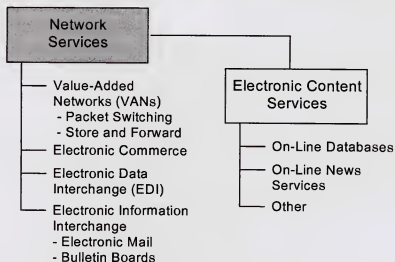 Network
Services
Value-Added
Networks (VANs)
- Packet Switching
- Store and Forward
Electronic Commerce
Electronic Data
Interchange (EDI)
Electronic Information
Interchange
- Electronic Mail
- Bulletin Boards
Electronic Content
Services
On-Line Databases
On-Line News
Services
Other